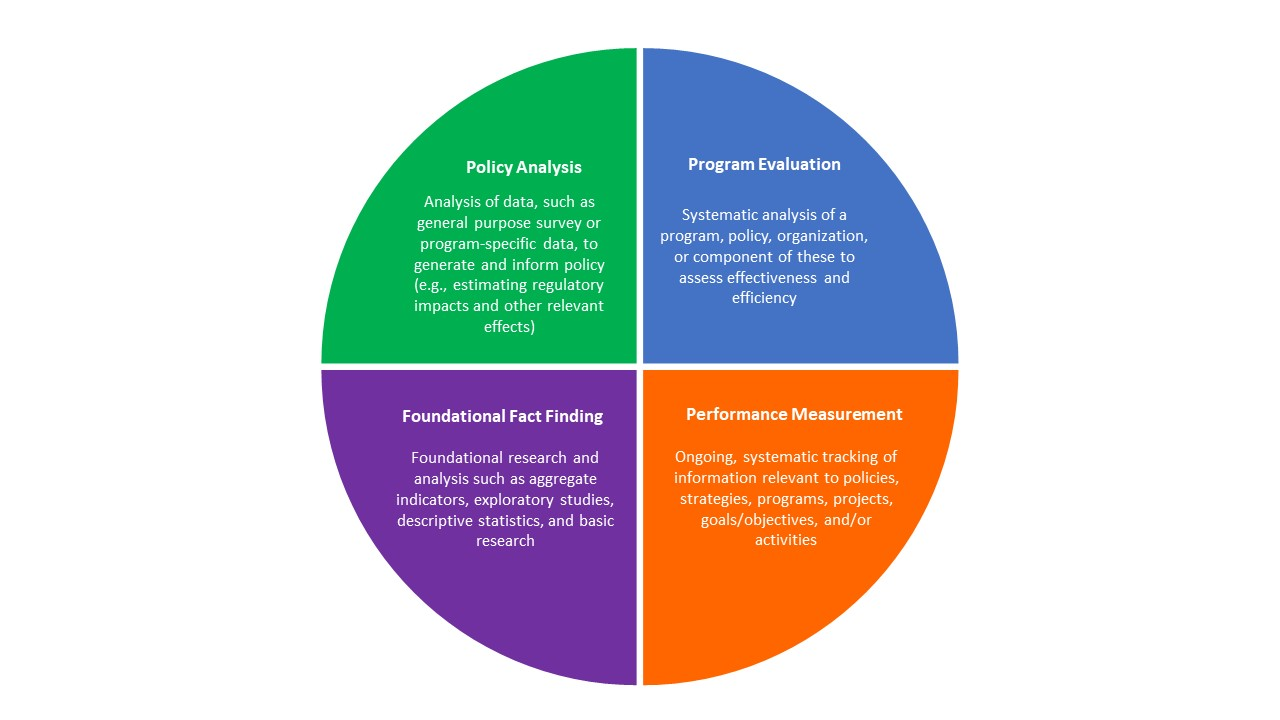 Policy Analysis
Analysis of data, such as
general purpose survey or
program-specific data, to
generate and inform policy
(e.g., estimating regulatory
impacts and other relevant
effects)
Program Evaluation
Systematic analysis of a
program, policy, organization,
or component of these to
assess effectiveness and
efficiency
Foundational Fact Finding
Foundational research and
analysis such as aggregate
indicators, exploratory studies,
descriptive statistics, and basic
research
Performance Measurement
Ongoing, systematic tracking of
information relevant to policies,
strategies, programs, projects,
goals/objectives, and/or
activities